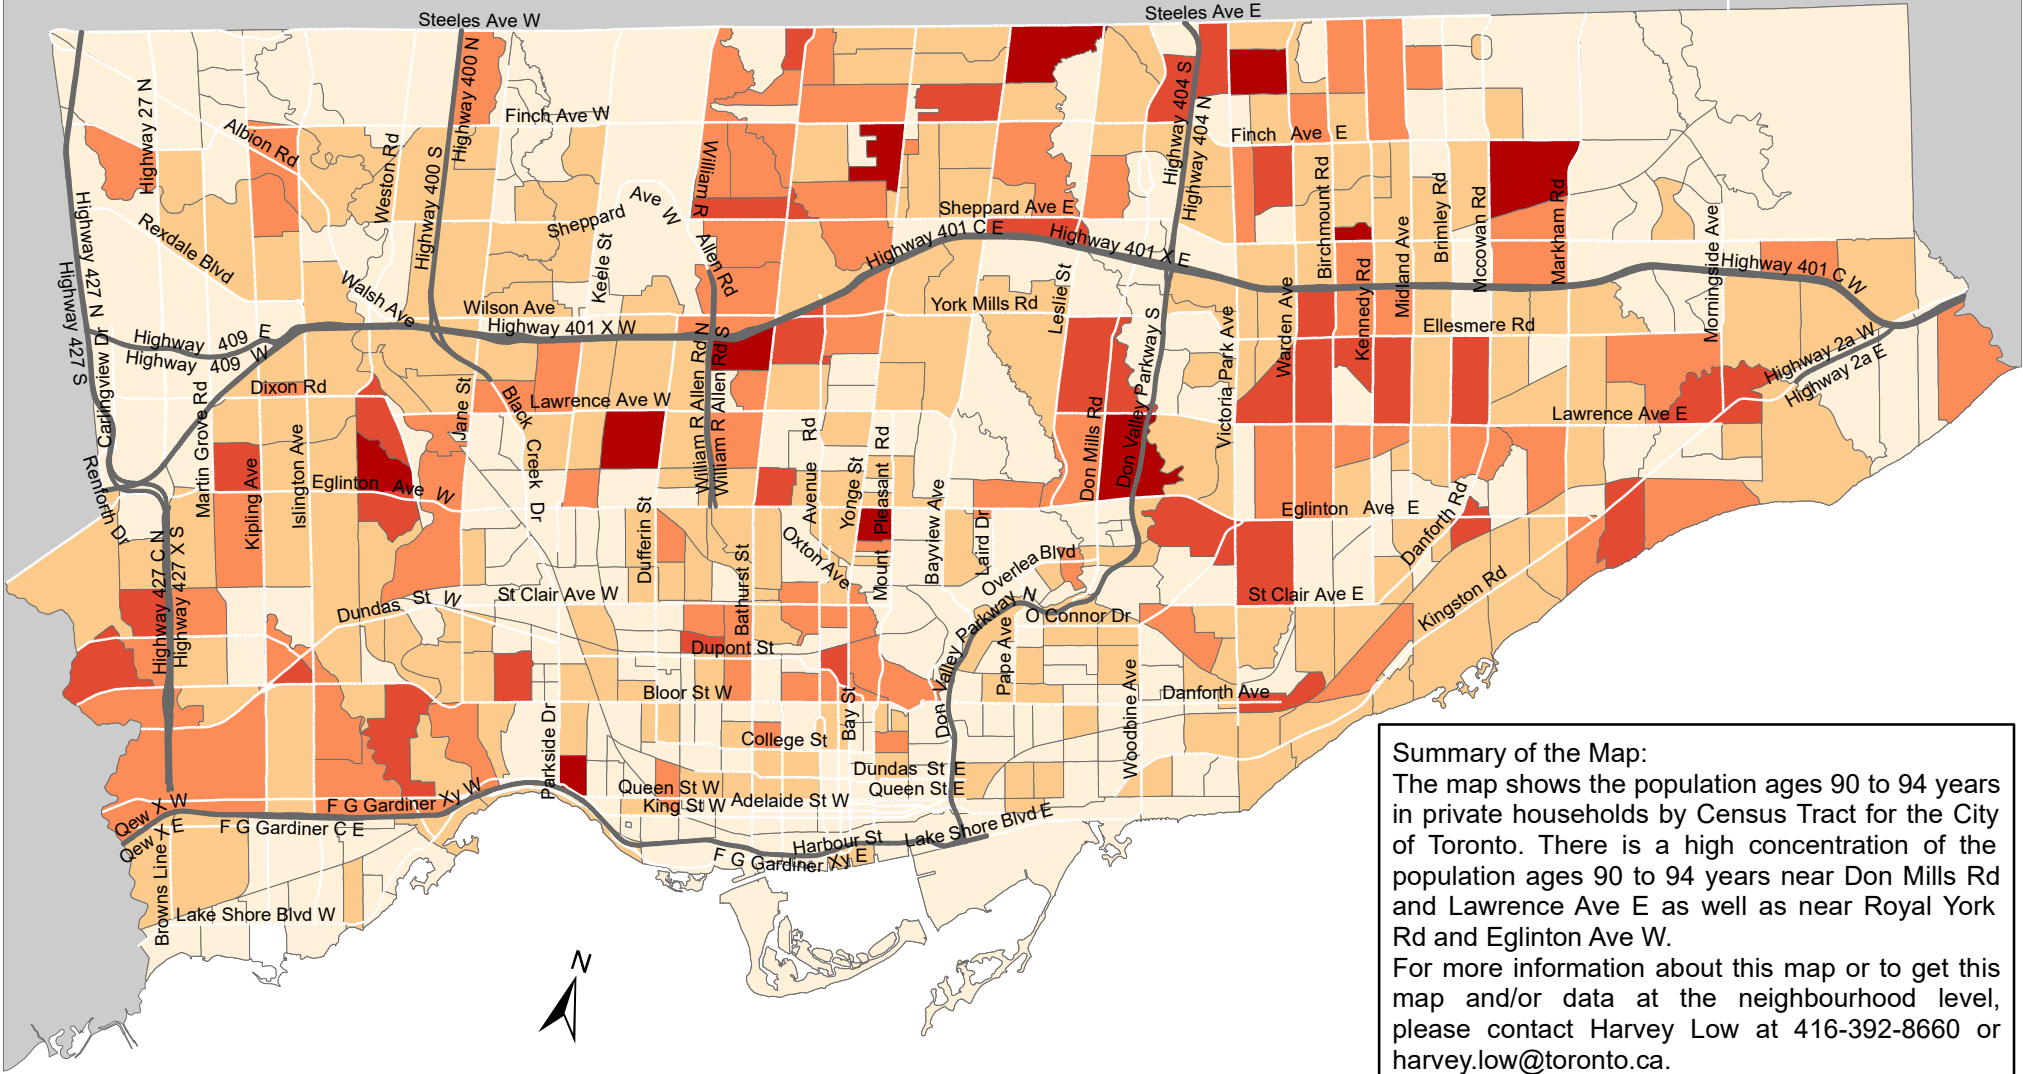 Steeles Ave W
Steeles Ave E
Highway 27 N
Albion Rd
Weston Rd
Highway 400 N
Highway 400 S
Finch Ave W
William R
Allen Rd
Highway 404 S
Highway 404 N
Finch Ave E
Birchmount Rd
Midland Ave
Brimley Rd
Mccowan Rd
Markham Rd
Morningside Ave
Highway 427 N
Highway 427 S
Rexdale Blvd
Walsh Ave
Sheppard Ave W
Keele St
Sheppard Ave E
Highway 401 C E
Highway 401 X E
Highway 401 C W
Wilson Ave
Highway 401 X W
York Mills Rd
Leslie St
Ellesmere Rd
Kennedy Rd
Warden Ave
Victoria Park Ave
Highway 2a W
Highway 2a E
Highway 409 E
Highway 409 W
Carlingview Dr
Dixon Rd
Martin Grove Rd
Jane St
Black Creek Dr
Lawrence Ave W
William R Allen Rd N
William R Allen Rd S
Avenue Rd
Yonge St
Mount Pleasant Rd
Bayview Ave
Don Mills Rd
Don Valley Parkway S
Lawrence Ave E
Renforth Dr
Kipling Ave
Islington Ave
Eglinton Ave W
Dufferin St
Bathurst St
Oxton Ave
Laird Dr
Overlea Blvd
Eglinton Ave E
Danforth Rd
Highway 427 C N
Highway 427 X S
Dundas St W
St Clair Ave W
Don Valley Parkway N
O Connor Dr
St Clair Ave E
Kingston Rd
Dupont St
Bloor St W
Pape Ave
Woodbine Ave
Danforth Ave
Parkside Dr
College St
Bay St
Queen St W
King St W
Adelaide St W
Dundas St E
Queen St E
Qew X W
Qew X E
F G Gardiner Xy W
F G Gardiner C E
Harbour St
Lake Shore Blvd E
F G Gardiner Xy E
Browns Line
Lake Shore Blvd W
N
Summary of the Map:
The map shows the population ages 90 to 94 years
in private households by Census Tract for the City
of Toronto. There is a high concentration of the
population ages 90 to 94 years near Don Mills Rd
and Lawrence Ave E as well as near Royal York
Rd and Eglinton Ave W.
For more information about this map or to get this
map and/or data at the neighbourhood level,
please contact Harvey Low at 416-392-8660 or
harvey.low@toronto.ca.